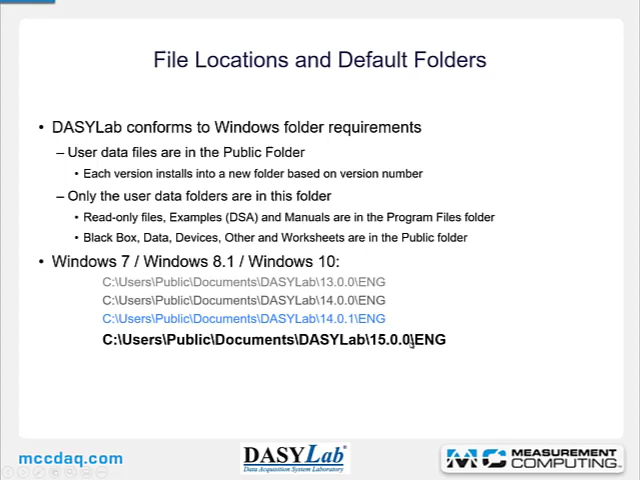 File Locations and Default Folders
• DASYLab conforms to Windows folder requirements
– User data files are in the Public Folder
• Each version installs into a new folder based on version number
– Only the user data folders are in this folder
• Read-only files, Examples (DSA) and Manuals are in the Program Files folder
• Black Box, Data, Devices, Other and Worksheets are in the Public folder
• Windows 7 / Windows 8.1 / Windows 10:
C:\Users\Public\Documents\DASYLab\13.0.0\ENG
C:\Users\Public\Documents\DASYLab\14.0.0\ENG
C:\Users\Public\Documents\DASYLab\14.0.1\ENG
C:\Users\Public\Documents\DASYLab\15.0.0\ENG
mccdaq.com
DASYLab®
Data Acquisition System Laboratory
MC MEASUREMENT
COMPUTING™